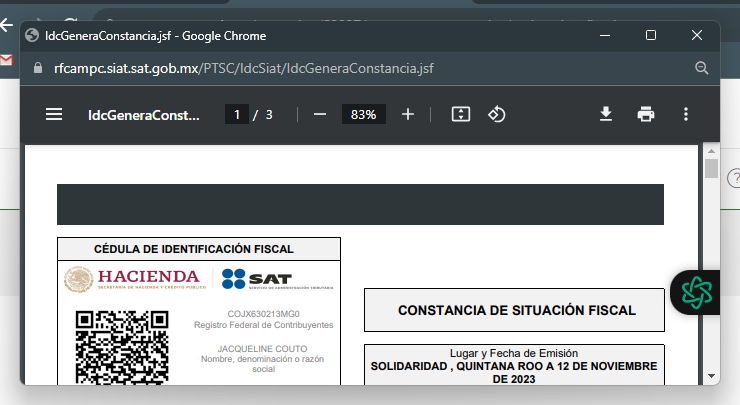 IdcGeneraConstancia.jsf - Google Chrome
rfcampc.siat.sat.gob.mx/PTSC/IdcSiat/IdcGeneraConstancia.jsf
IdcGeneraConst... 1 / 3 83%
CÉDULA DE IDENTIFICACIÓN FISCAL
HACIENDA
SECRETARÍA DE HACIENDA Y CRÉDITO PÚBLICO
SAT
SERVICIO DE ADMINISTRACIÓN TRIBUTARIA
COJX630213MG0
Registro Federal de Contribuyentes
JACQUELINE COUTO
Nombre, denominación o razón
social
CONSTANCIA DE SITUACIÓN FISCAL
Lugar y Fecha de Emisión
SOLIDARIDAD , QUINTANA ROO A 12 DE NOVIEMBRE
DE 2023